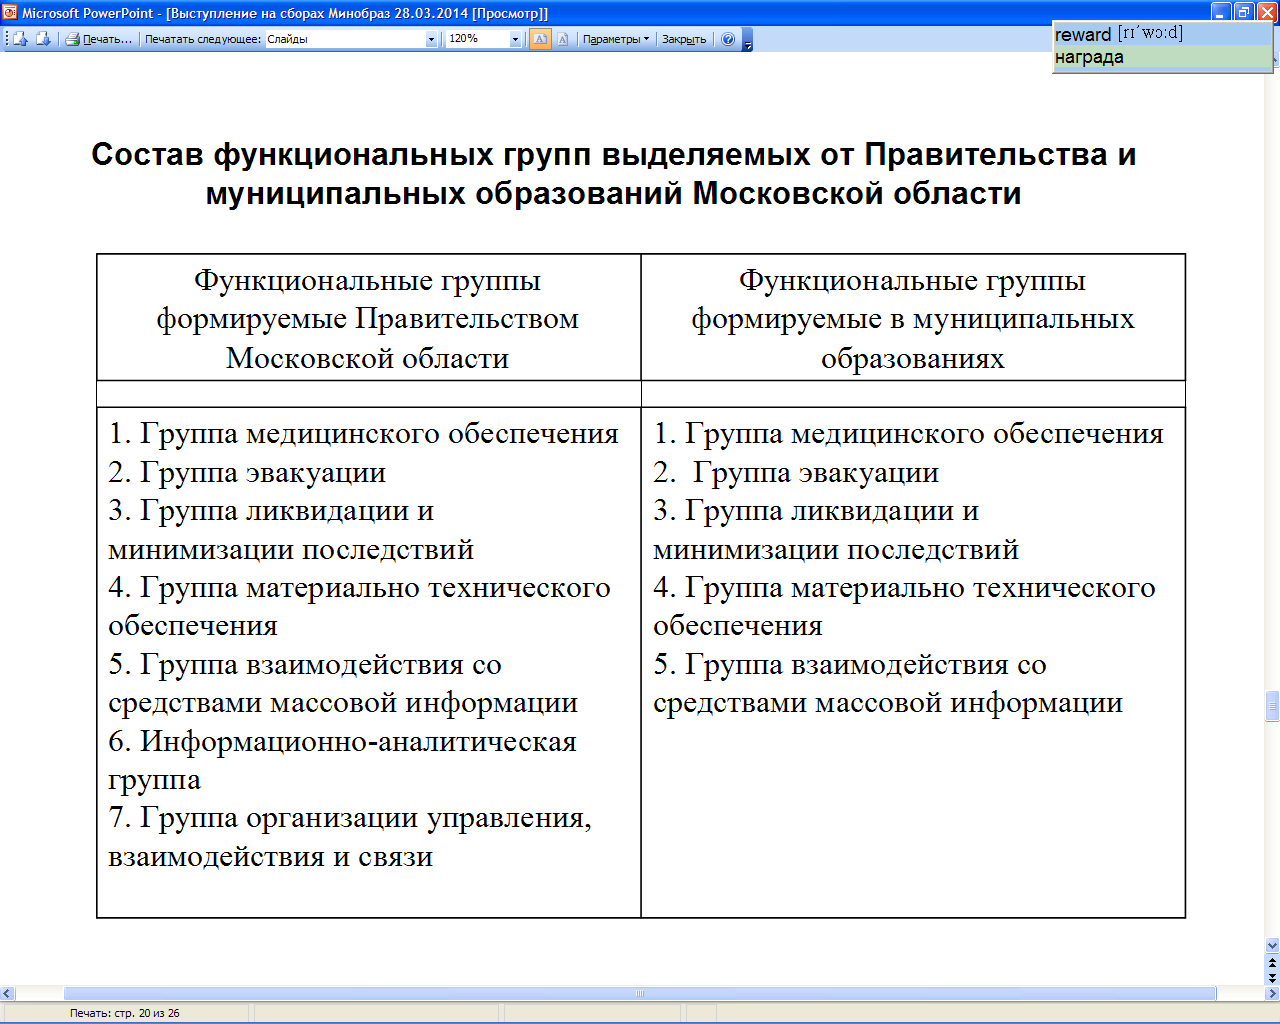 Microsoft PowerPoint - [Выступление на сборах Минобраз 28.03.2014 [Просмотр]]
Печать... Печатать следующее: Слайды 120% Параметры Закрыть
reward [rɪ'wɔ:d]
награда
Состав функциональных групп выделяемых от Правительства и
муниципальных образований Московской области
Функциональные группы
формируемые Правительством
Московской области
Функциональные группы
формируемые в муниципальных
образованиях
1. Группа медицинского обеспечения
2. Группа эвакуации
3. Группа ликвидации и
минимизации последствий
4. Группа материально технического
обеспечения
5. Группа взаимодействия со
средствами массовой информации
6. Информационно-аналитическая
группа
7. Группа организации управления,
взаимодействия и связи
1. Группа медицинского обеспечения
2. Группа эвакуации
3. Группа ликвидации и
минимизации последствий
4. Группа материально технического
обеспечения
5. Группа взаимодействия со
средствами массовой информации
Печать: стр. 20 из 26